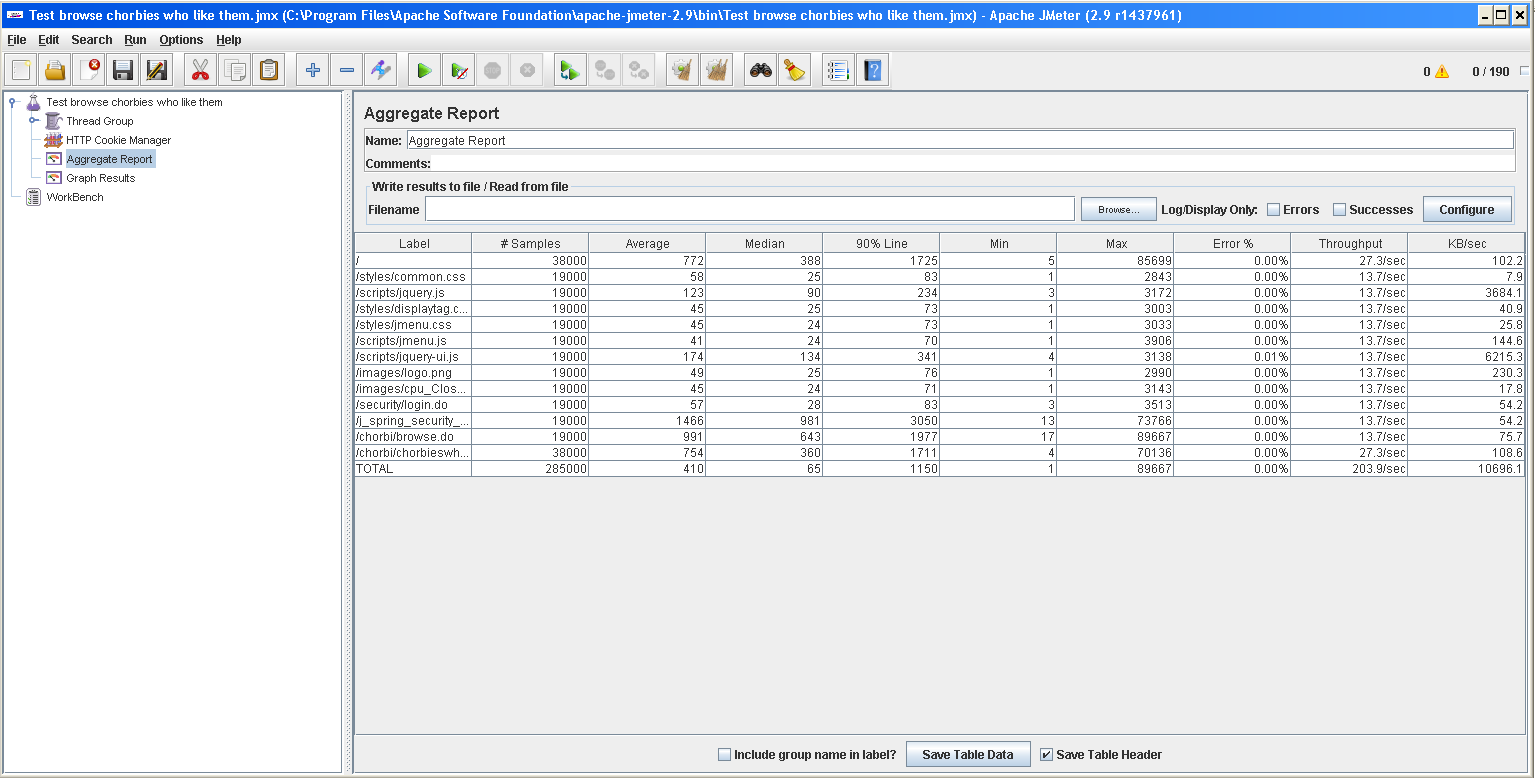 Test browse chorbies who like them.jmx (C:\Program Files\Apache Software Foundation\apache-jmeter-2.9\bin\Test browse chorbies who like them.jmx) - Apache JMeter (2.9 r1437961)
File Edit Search Run Options Help
0 0 / 190
Test browse chorbies who like them
Thread Group
HTTP Cookie Manager
Aggregate Report
Graph Results
WorkBench
Aggregate Report
Name: Aggregate Report
Comments:
Write results to file / Read from file
Filename Browse... Log/Display Only: Errors Successes Configure
Label # Samples Average Median 90% Line Min Max Error % Throughput KB/sec
/ 38000 772 388 1725 5 85699 0.00% 27.3/sec 102.2
/styles/common.css 19000 58 25 83 1 2843 0.00% 13.7/sec 7.9
/scripts/jquery.js 19000 123 90 234 3 3172 0.00% 13.7/sec 3684.1
/styles/displaytag.c... 19000 45 25 73 1 3003 0.00% 13.7/sec 40.9
/styles/jmenu.css 19000 45 24 73 1 3033 0.00% 13.7/sec 25.8
/scripts/jmenu.js 19000 41 24 70 1 3906 0.00% 13.7/sec 144.6
/scripts/jquery-ui.js 19000 174 134 341 4 3138 0.01% 13.7/sec 6215.3
/images/logo.png 19000 49 25 76 1 2990 0.00% 13.7/sec 230.3
/images/cpu_Clos... 19000 45 24 71 1 3143 0.00% 13.7/sec 17.8
/security/login.do 19000 57 28 83 3 3513 0.00% 13.7/sec 54.2
/j_spring_security_... 19000 1466 981 3050 13 73766 0.00% 13.7/sec 54.2
/chorbi/browse.do 19000 991 643 1977 17 89667 0.00% 13.7/sec 75.7
/chorbi/chorbieswh... 38000 754 360 1711 4 70136 0.00% 27.3/sec 108.6
TOTAL 285000 410 65 1150 1 89667 0.00% 203.9/sec 10696.1
Include group name in label? Save Table Data Save Table Header